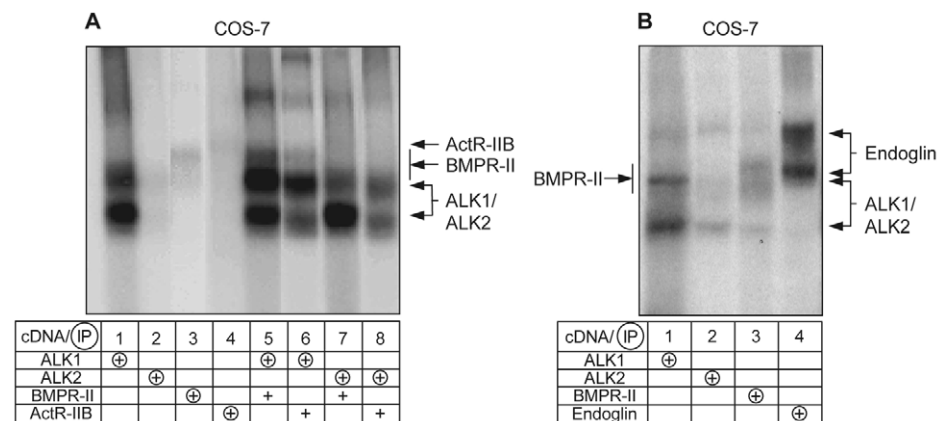 A
COS-7
ActR-IIB
BMPR-II
ALK1/
ALK2
cDNA/ IP 1 2 3 4 5 6 7 8
ALK1 ⊕ ⊕ ⊕
ALK2 ⊕ ⊕ ⊕
BMPR-II ⊕ + +
ActR-IIB ⊕ + +
B
COS-7
BMPR-II
Endoglin
ALK1/
ALK2
cDNA/ IP 1 2 3 4
ALK1 ⊕
ALK2 ⊕
BMPR-II ⊕
Endoglin ⊕